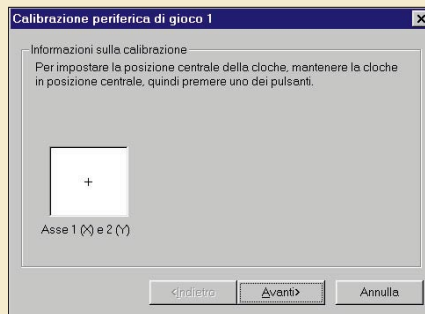 Calibrazione periferica di gioco 1
Informazioni sulla calibrazione
Per impostare la posizione centrale della cloche, mantenere la cloche
in posizione centrale, quindi premere uno dei pulsanti.
Asse 1 (X) e 2 (Y)
<Indietro Avanti> Annulla